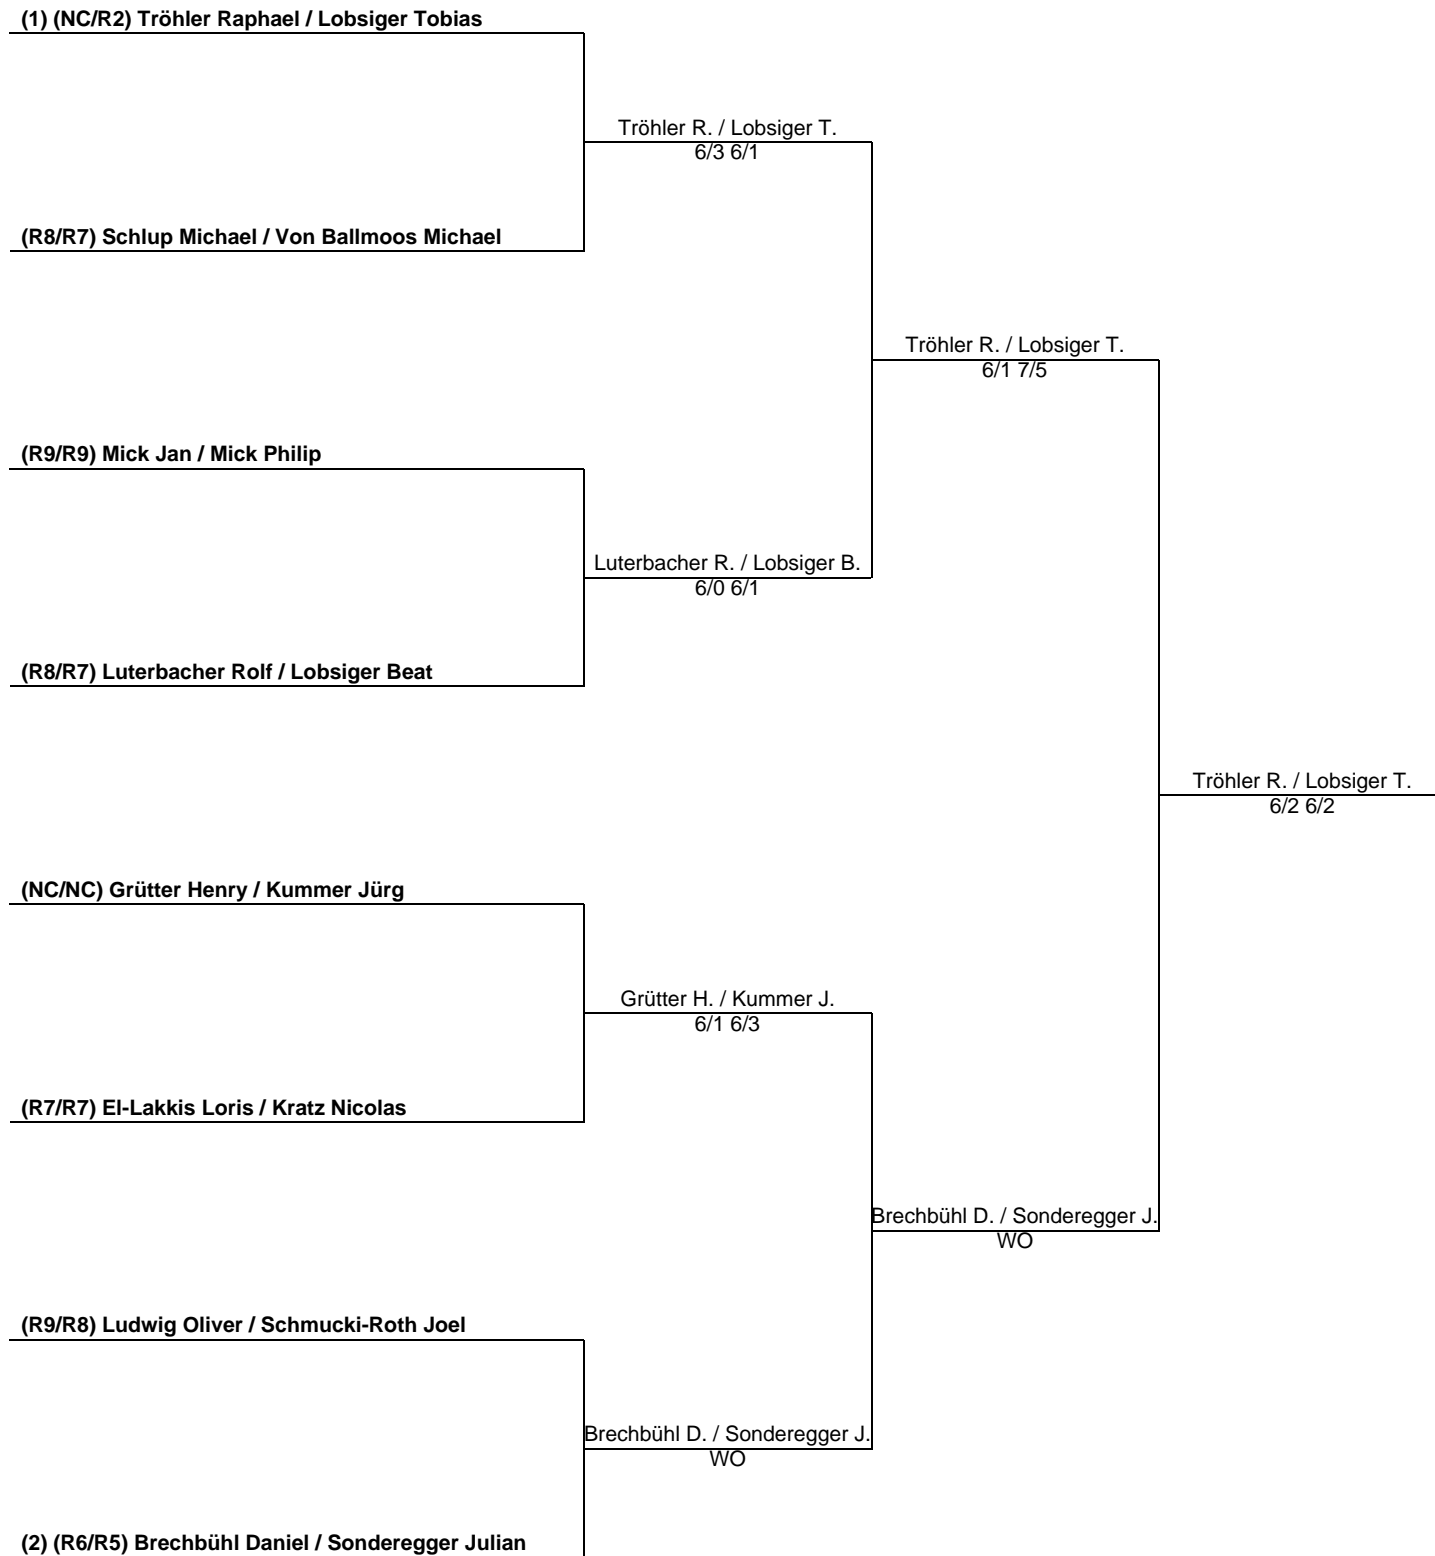 (1) (NC/R2) Tröhler Raphael / Lobsiger Tobias
Tröhler R. / Lobsiger T.
6/3 6/1
(R8/R7) Schlup Michael / Von Ballmoos Michael
Tröhler R. / Lobsiger T.
6/1 7/5
(R9/R9) Mick Jan / Mick Philip
Luterbacher R. / Lobsiger B.
6/0 6/1
(R8/R7) Luterbacher Rolf / Lobsiger Beat
Tröhler R. / Lobsiger T.
6/2 6/2
(NC/NC) Grütter Henry / Kummer Jürg
Grütter H. / Kummer J.
6/1 6/3
(R7/R7) El-Lakkis Loris / Kratz Nicolas
Brechbühl D. / Sonderegger J.
WO
(R9/R8) Ludwig Oliver / Schmucki-Roth Joel
Brechbühl D. / Sonderegger J.
WO
(2) (R6/R5) Brechbühl Daniel / Sonderegger Julian